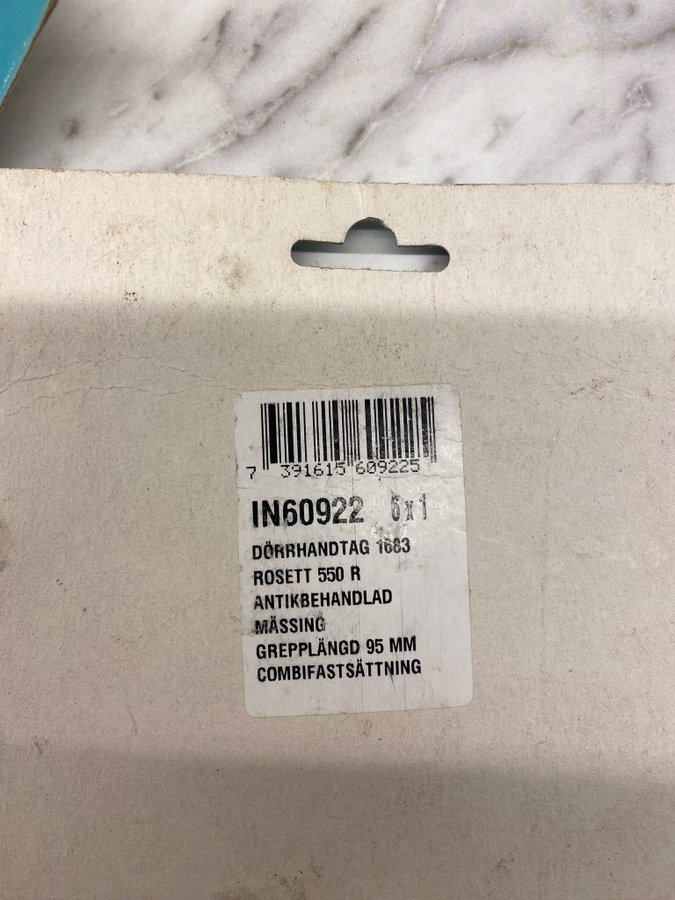 7 391615 609225
IN60922 6x1
DÖRRHANDTAG 1683
ROSETT 550 R
ANTIKBEHANDLAD
MÄSSING
GREPPLÄNGD 95 MM
COMBIFASTSÄTTNING